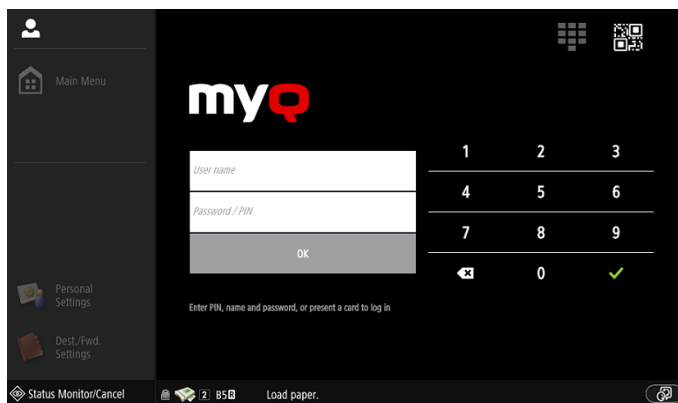 Main Menu
myQ
User name
Password / PIN
OK
1 2 3
4 5 6
7 8 9
0
Enter PIN, name and password, or present a card to log in
Personal
Settings
Dest./Fwd.
Settings
Status Monitor/Cancel
2 B5R Load paper.